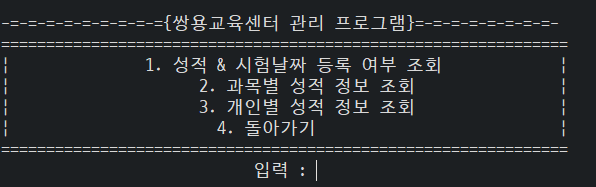 -=-=-=-=-=-=-=-=-={쌍용교육센터 관리 프로그램}=-=-=-=-=-=-=-=-
==================================================================
¦ 1. 성적 & 시험날짜 등록 여부 조회 ¦
¦ 2. 과목별 성적 정보 조회 ¦
¦ 3. 개인별 성적 정보 조회 ¦
¦ 4. 돌아가기 ¦
==================================================================
입력 :